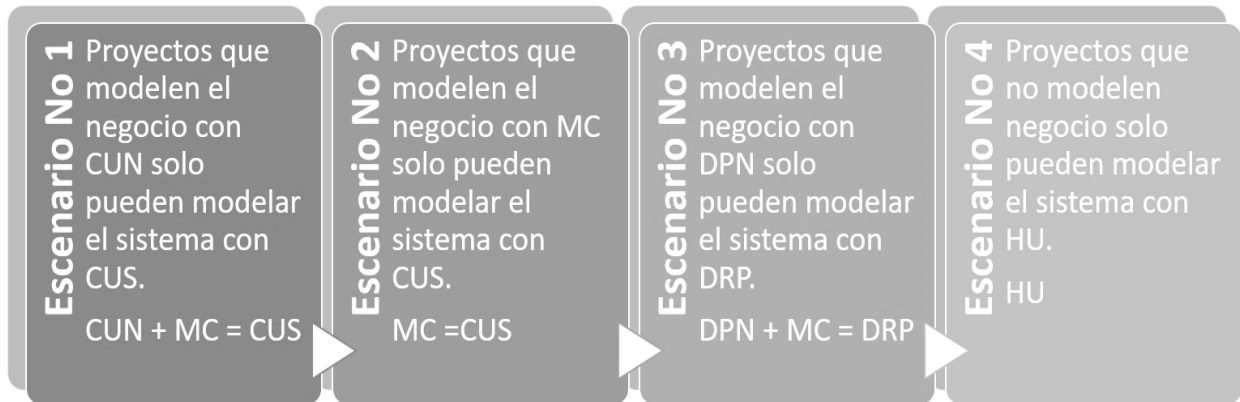 Escenario No 1
Proyectos que
modelen el
negocio con
CUN solo
pueden modelar
el sistema con
CUS.
CUN + MC = CUS
Escenario No 2
Proyectos que
modelen el
negocio con MC
solo pueden
modelar el
sistema con
CUS.
MC =CUS
Escenario No 3
Proyectos que
modelen el
negocio con
DPN solo
pueden modelar
el sistema con
DRP.
DPN + MC = DRP
Escenario No 4
Proyectos que
no modelen
negocio solo
pueden modelar
el sistema con
HU.
HU